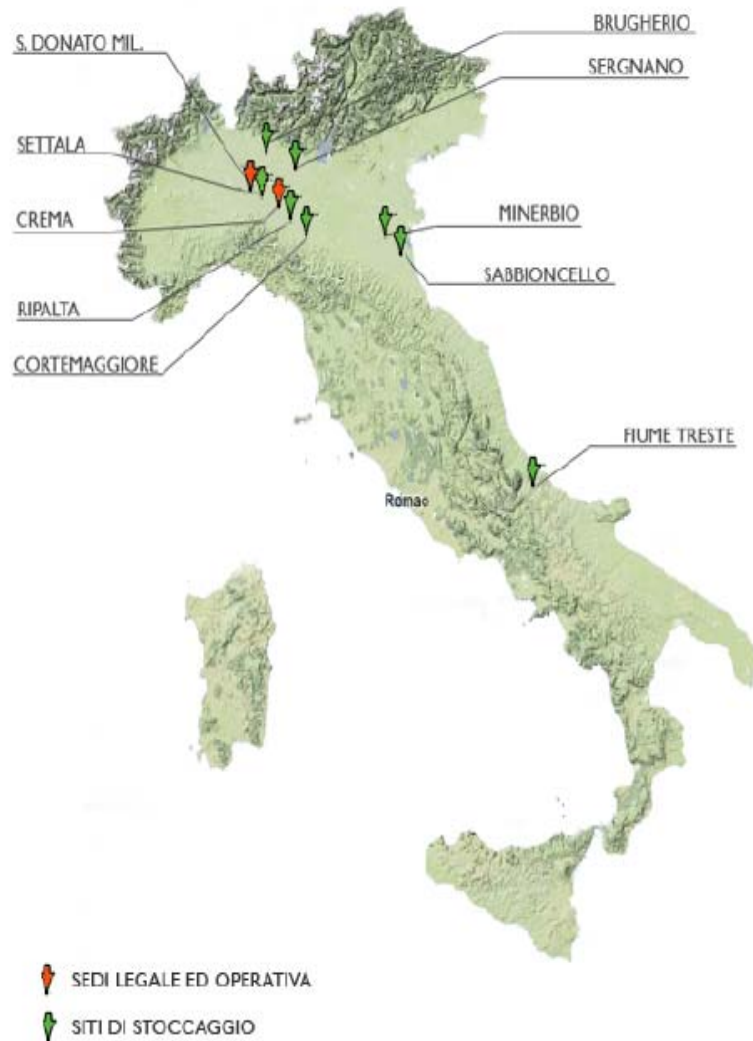 BRUGHERIO
S. DONATO MIL.
SERGNANO
SETTALA
CREMA
MINERBIO
SABBIONCELLO
RIPALTA
CORTEMAGGIORE
FIUME TRESTE
Roma
SEDI LEGALE ED OPERATIVA
SITI DI STOCCAGGIO